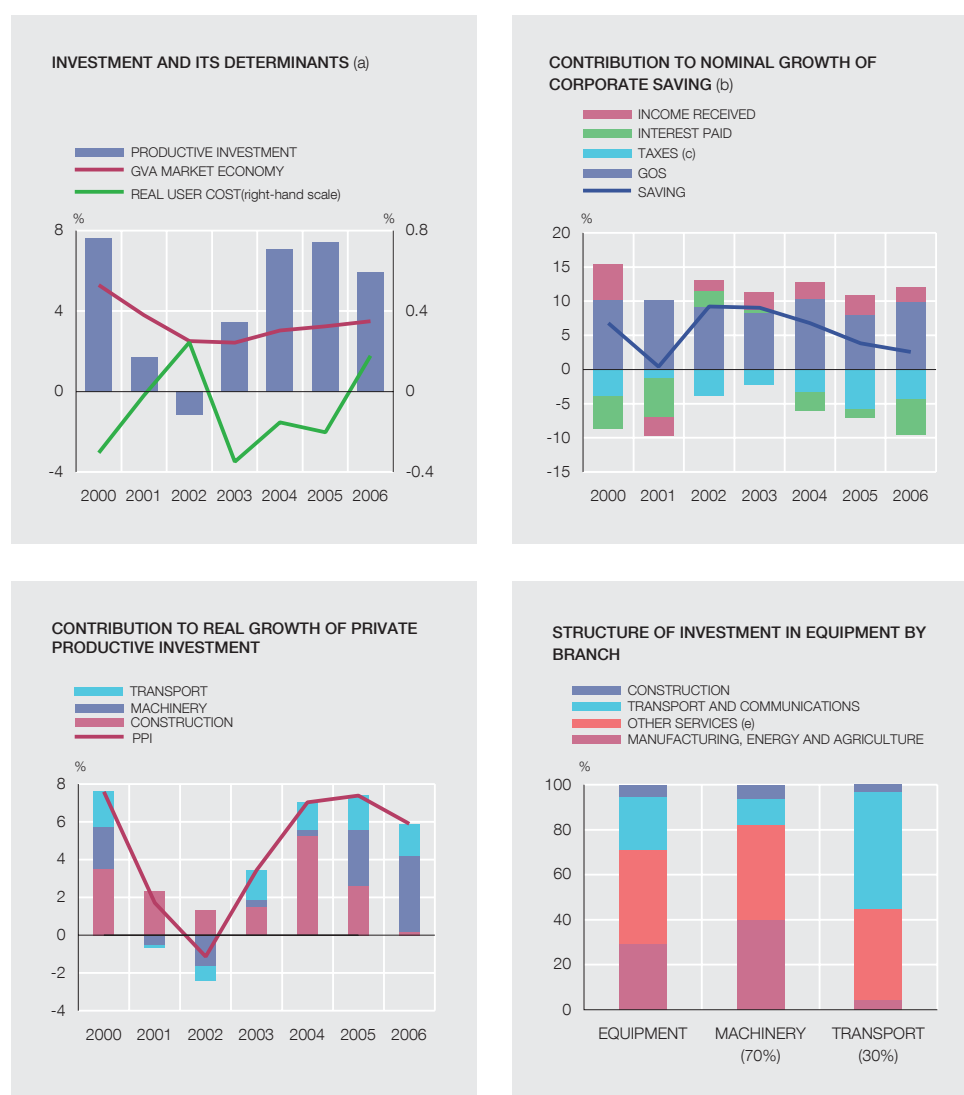 INVESTMENT AND ITS DETERMINANTS (a)
PRODUCTIVE INVESTMENT
GVA MARKET ECONOMY
REAL USER COST(right-hand scale)
% %
8 0.8
4 0.4
0 0
-4 -0.4
2000 2001 2002 2003 2004 2005 2006
CONTRIBUTION TO NOMINAL GROWTH OF
CORPORATE SAVING (b)
INCOME RECEIVED
INTEREST PAID
TAXES (c)
GOS
SAVING
%
20
15
10
5
0
-5
-10
-15
2000 2001 2002 2003 2004 2005 2006
CONTRIBUTION TO REAL GROWTH OF PRIVATE
PRODUCTIVE INVESTMENT
TRANSPORT
MACHINERY
CONSTRUCTION
PPI
%
8
6
4
2
0
-2
-4
2000 2001 2002 2003 2004 2005 2006
STRUCTURE OF INVESTMENT IN EQUIPMENT BY
BRANCH
CONSTRUCTION
TRANSPORT AND COMMUNICATIONS
OTHER SERVICES (e)
MANUFACTURING, ENERGY AND AGRICULTURE
%
100
80
60
40
20
0
EQUIPMENT MACHINERY TRANSPORT
(70%) (30%)